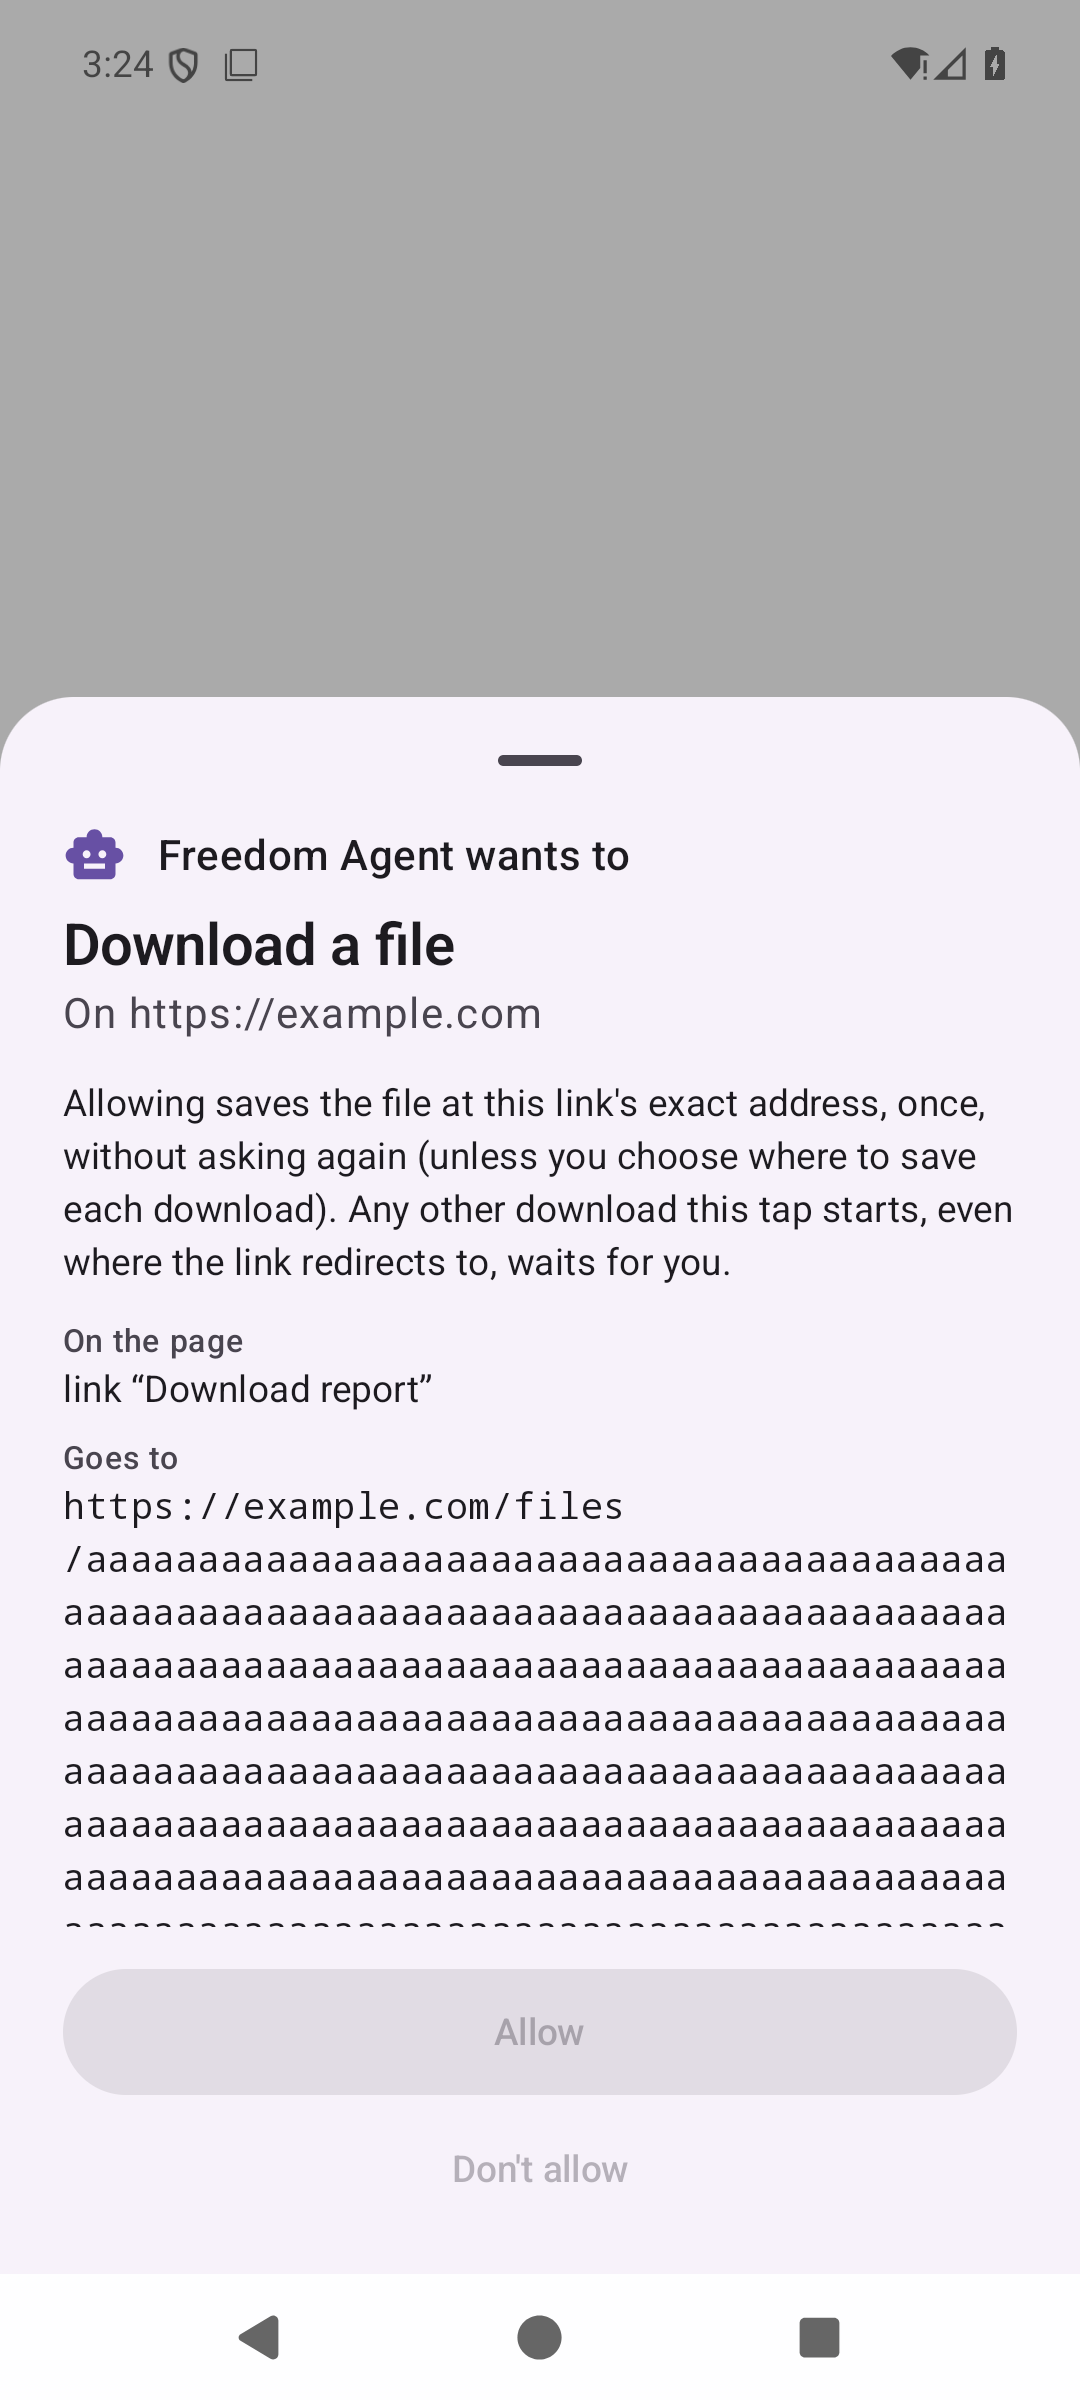 3:24
Freedom Agent wants to
Download a file
On https://example.com
Allowing saves the file at this link's exact address, once,
without asking again (unless you choose where to save
each download). Any other download this tap starts, even
where the link redirects to, waits for you.
On the page
link “Download report”
Goes to
https://example.com/files
/aaaaaaaaaaaaaaaaaaaaaaaaaaaaaaaaaaaaaaaaa
aaaaaaaaaaaaaaaaaaaaaaaaaaaaaaaaaaaaaaaaaa
aaaaaaaaaaaaaaaaaaaaaaaaaaaaaaaaaaaaaaaaaa
aaaaaaaaaaaaaaaaaaaaaaaaaaaaaaaaaaaaaaaaaa
aaaaaaaaaaaaaaaaaaaaaaaaaaaaaaaaaaaaaaaaaa
aaaaaaaaaaaaaaaaaaaaaaaaaaaaaaaaaaaaaaaaaa
aaaaaaaaaaaaaaaaaaaaaaaaaaaaaaaaaaaaaaaaaa
Allow
Don't allow